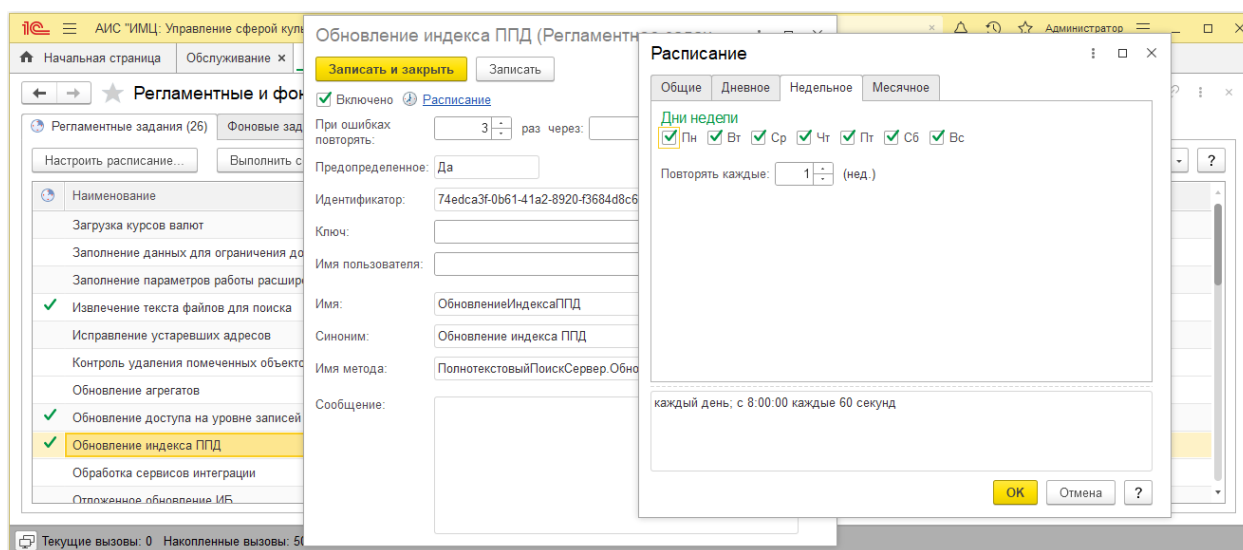 АИС "ИМЦ: Управление сферой куль
Администратор
Начальная страница
Обслуживание ×
Регламентные и фон
Регламентные задания (26)
Фоновые зад
Настроить расписание...
Выполнить с
?
Наименование
Загрузка курсов валют
Заполнение данных для ограничения до
Заполнение параметров работы расшир
Извлечение текста файлов для поиска
Исправление устаревших адресов
Контроль удаления помеченных объекто
Обновление агрегатов
Обновление доступа на уровне записей
Обновление индекса ППД
Обработка сервисов интеграции
Отложенное обновление ИБ
Текущие вызовы: 0 Накопленные вызовы: 50
Обновление индекса ППД (Регламентное
Записать и закрыть
Записать
Включено
Расписание
При ошибках
повторять:
3
раз через:
Предопределенное: Да
Идентификатор: 74edca3f-0b61-41a2-8920-f3684d8c6
Ключ:
Имя пользователя:
Имя: ОбновлениеИндексаППД
Синоним: Обновление индекса ППД
Имя метода: ПолнотекстовыйПоискСервер.Обно
Сообщение:
Расписание
Общие
Дневное
Недельное
Месячное
Дни недели
Пн Вт Ср Чт Пт Сб Вс
Повторять каждые: 1 (нед.)
каждый день; с 8:00:00 каждые 60 секунд
ОК
Отмена
?